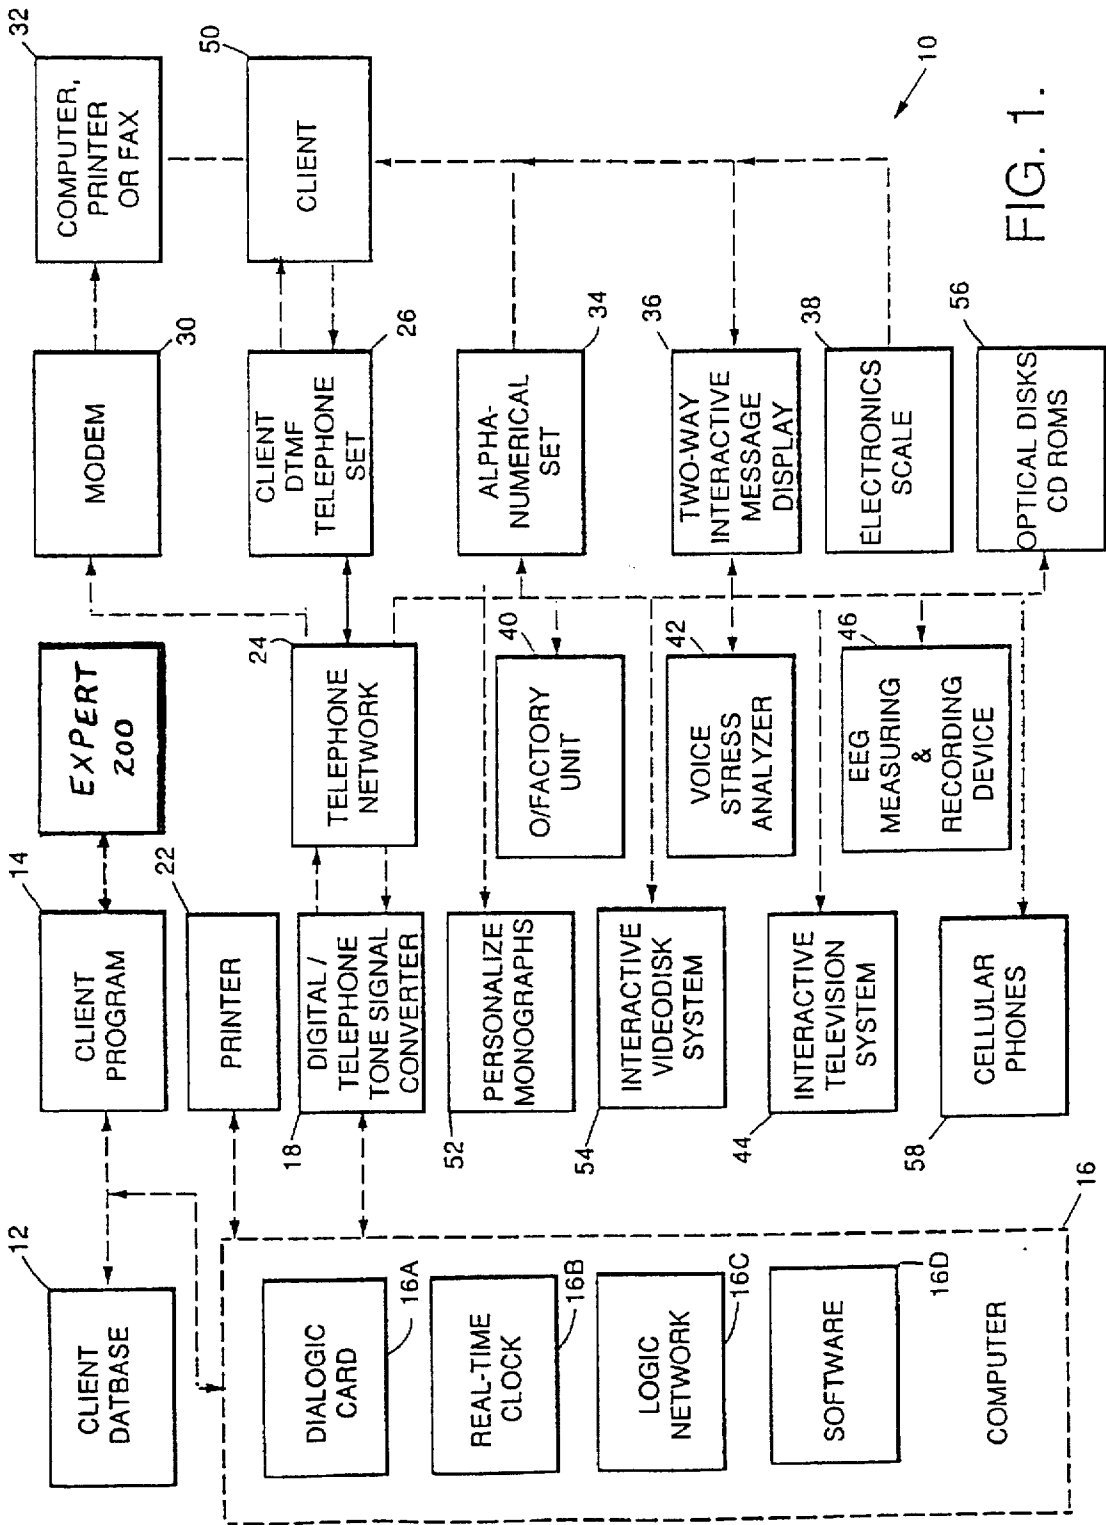 12
CLIENT
DATBASE
14
CLIENT
PROGRAM
EXPERT
200
30
MODEM
32
COMPUTER,
PRINTER
OR FAX
22
PRINTER
18
DIGITAL /
TELEPHONE
TONE SIGNAL
CONVERTER
24
TELEPHONE
NETWORK
26
CLIENT
DTMF
TELEPHONE
SET
50
CLIENT
DIALOGIC
CARD
16A
REAL-TIME
CLOCK
16B
LOGIC
NETWORK
16C
SOFTWARE
16D
COMPUTER
16
52
PERSONALIZE
MONOGRAPHS
40
O/FACTORY
UNIT
34
ALPHA-
NUMERICAL
SET
54
INTERACTIVE
VIDEODISK
SYSTEM
42
VOICE
STRESS
ANALYZER
36
TWO-WAY
INTERACTIVE
MESSAGE
DISPLAY
44
INTERACTIVE
TELEVISION
SYSTEM
46
EEG
MEASURING
&
RECORDING
DEVICE
38
ELECTRONICS
SCALE
58
CELLULAR
PHONES
56
OPTICAL DISKS
CD ROMS
10
FIG. 1.